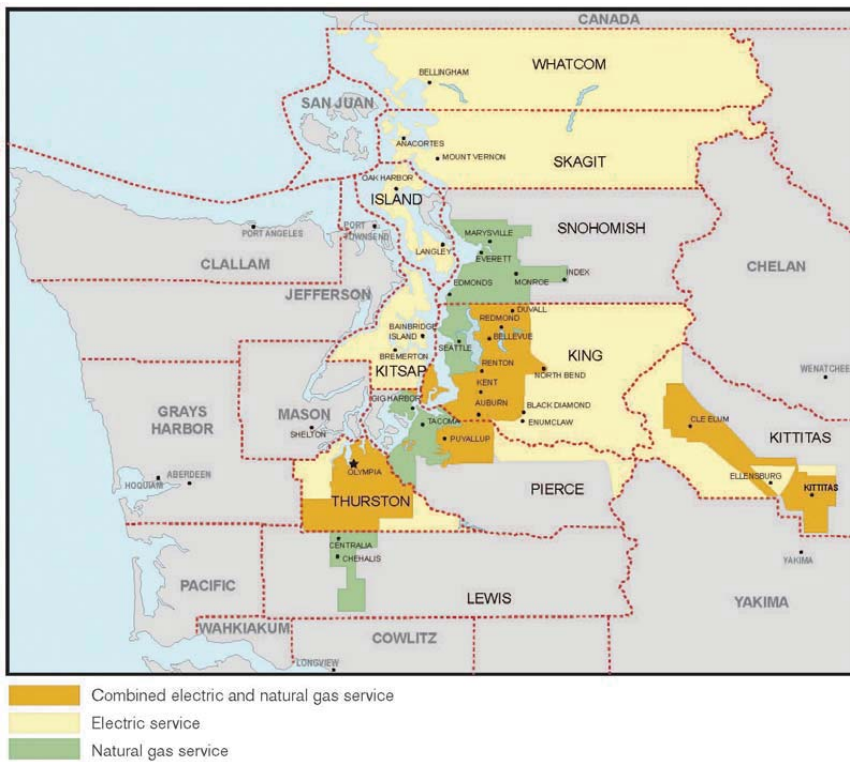 CANADA
WHATCOM
BELLINGHAM
SAN JUAN
ANACORTES
MOUNT VERNON
SKAGIT
OAK HARBOR
ISLAND
SNOHOMISH
MARYSVILLE
PORT ANGELES
PORT
TOWNSEND
LANGLEY
EVERETT
CLALLAM
CHELAN
MONROE
INDEX
JEFFERSON
EDMONDS
DUVALL
REDMOND
BAINBRIDGE
ISLAND
BELLEVUE
SEATTLE
BREMERTON
KING
KITSAP
RENTON
NORTH BEND
WENATCHEE
KENT
GIG HARBOR
AUBURN
BLACK DIAMOND
GRAYS
HARBOR
MASON
SHELTON
TACOMA
ENUMCLAW
CLE ELUM
PUYALLUP
KITTITAS
ABERDEEN
HOQUIAM
OLYMPIA
ELLENSBURG
KITTITAS
THURSTON
PIERCE
CENTRALIA
CHEHALIS
YAKIMA
PACIFIC
LEWIS
YAKIMA
WAHKIAKUM
COWLITZ
LONGVIEW
Combined electric and natural gas service
Electric service
Natural gas service